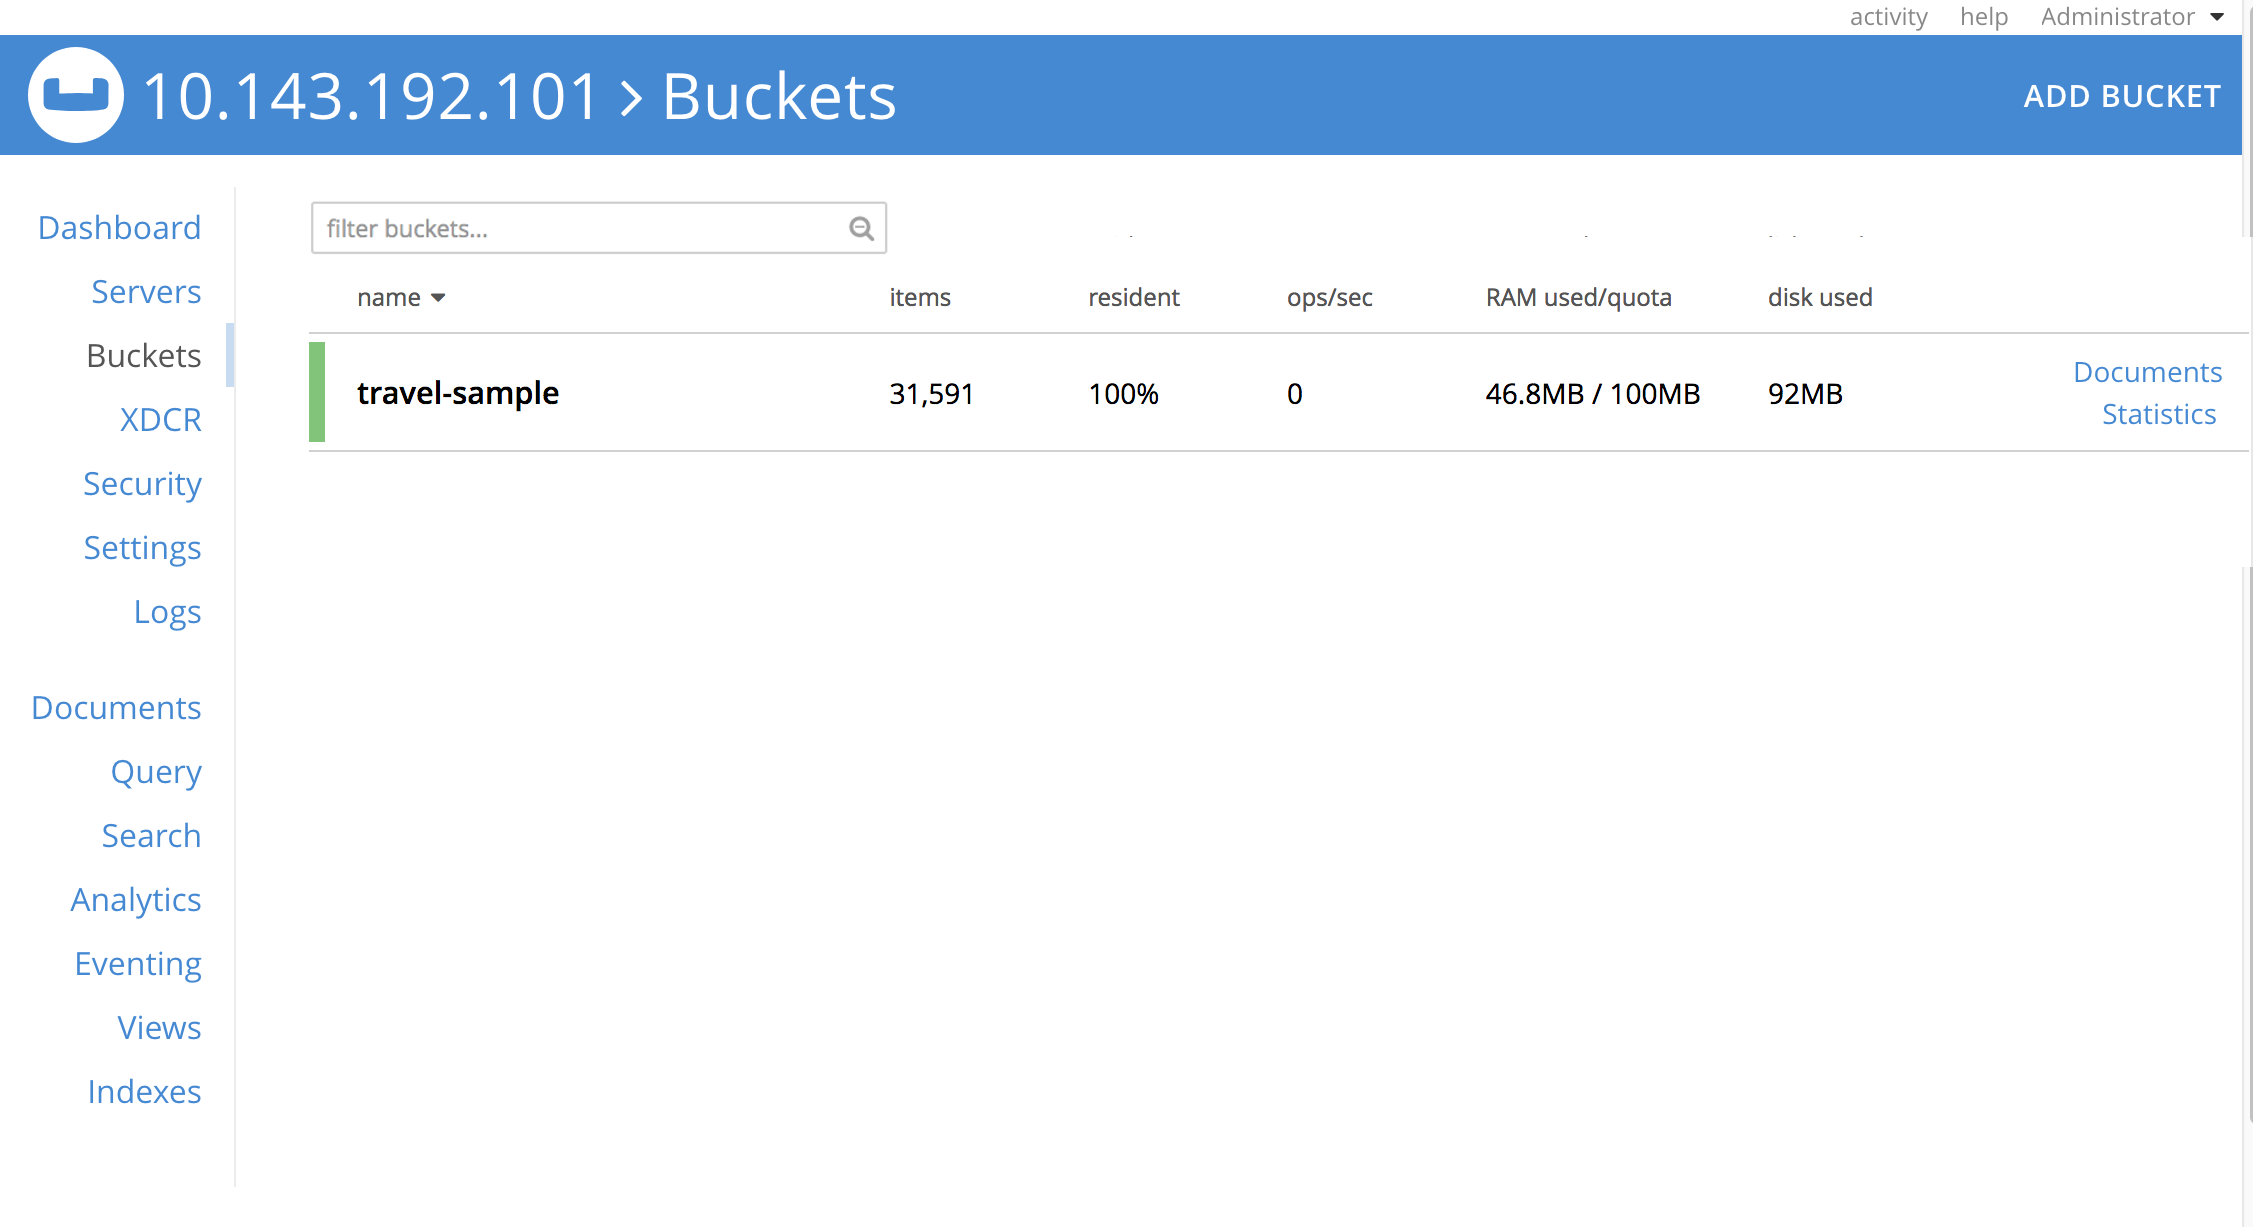 activity help Administrator
10.143.192.101 > Buckets
ADD BUCKET
Dashboard
Servers
Buckets
XDCR
Security
Settings
Logs
Documents
Query
Search
Analytics
Eventing
Views
Indexes
filter buckets...
name items resident ops/sec RAM used/quota disk used
travel-sample 31,591 100% 0 46.8MB / 100MB 92MB
Documents
Statistics